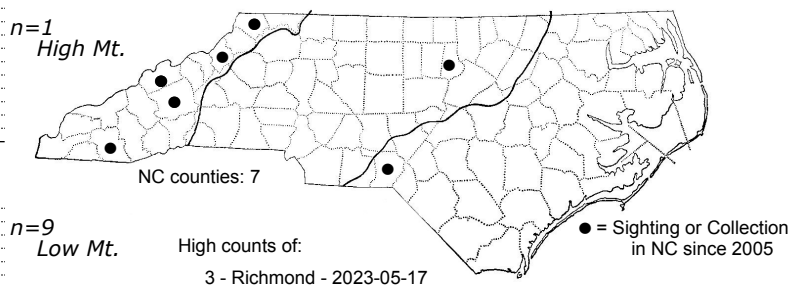 n=1
High Mt.
NC counties: 7
n=9
Low Mt.
High counts of:
3 - Richmond - 2023-05-17
● = Sighting or Collection
in NC since 2005